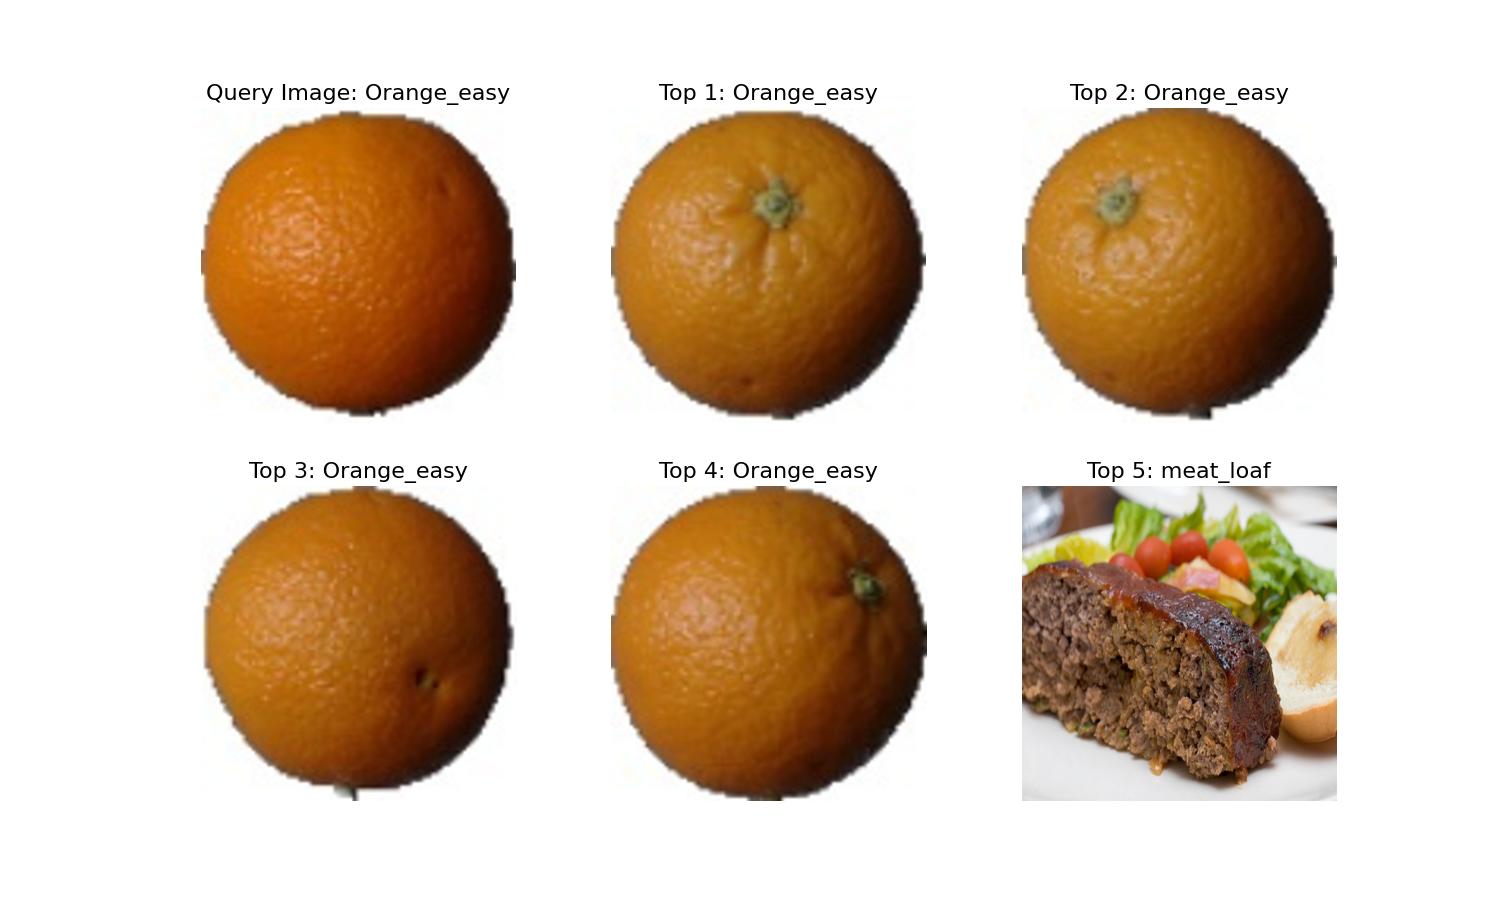 Query Image: Orange_easy
Top 1: Orange_easy
Top 2: Orange_easy
Top 3: Orange_easy
Top 4: Orange_easy
Top 5: meat_loaf